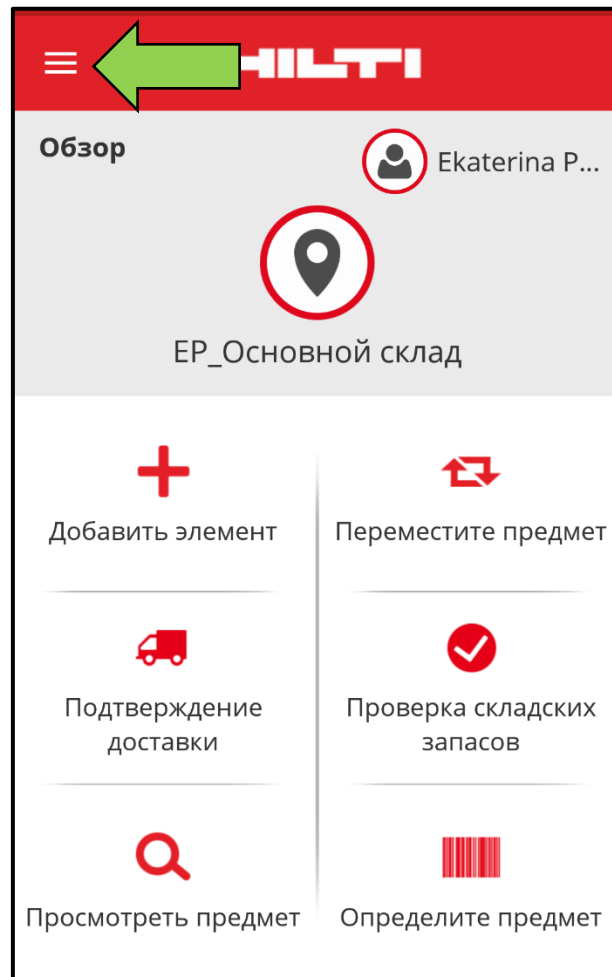 HILTI
Обзор
Ekaterina P...
EP_Основной склад
Добавить элемент
Переместите предмет
Подтверждение
доставки
Проверка складских
запасов
Просмотреть предмет
Определите предмет